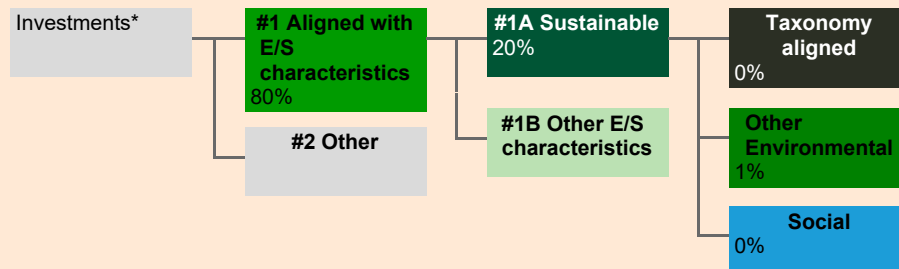 Investments*
#1 Aligned with
E/S
characteristics
80%
#2 Other
#1A Sustainable
20%
#1B Other E/S
characteristics
Taxonomy
aligned
0%
Other
Environmental
1%
Social
0%